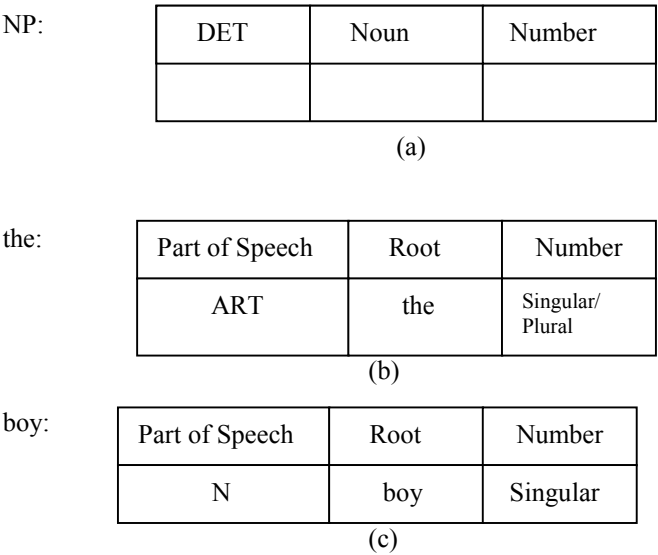 NP: DET Noun Number
(a)
the: Part of Speech Root Number
ART the Singular/
Plural
(b)
boy: Part of Speech Root Number
N boy Singular
(c)